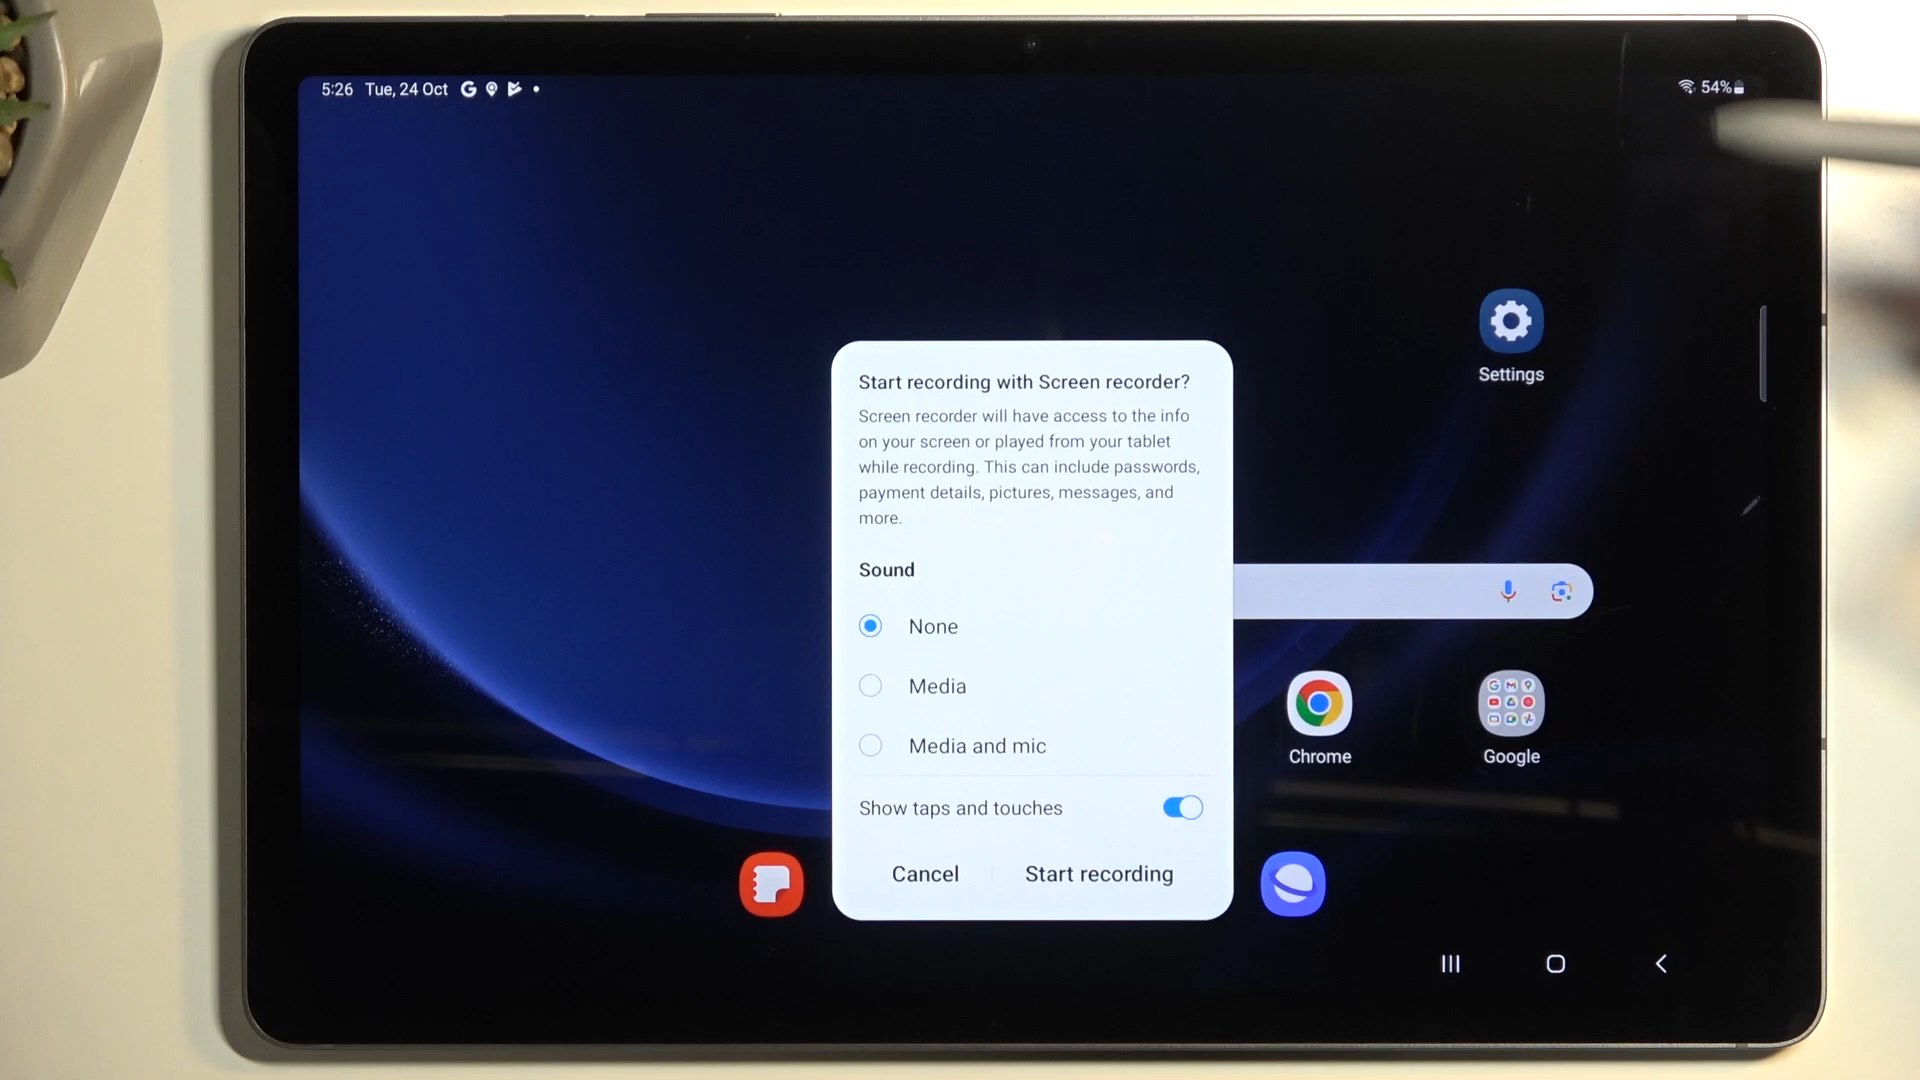 5:26 Tue, 24 Oct
54%
Settings
Start recording with Screen recorder?
Screen recorder will have access to the info
on your screen or played from your tablet
while recording. This can include passwords,
payment details, pictures, messages, and
more.
Sound
None
Media
Media and mic
Show taps and touches
Cancel
Start recording
Chrome
Google